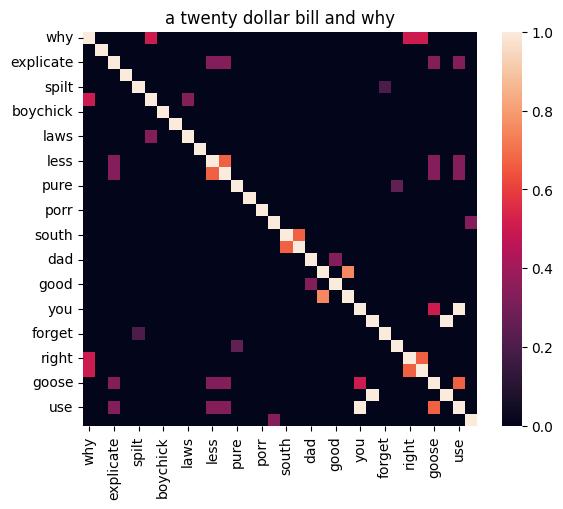 a twenty dollar bill and why
why
explicate
spilt
boychick
laws
less
pure
porr
south
dad
good
you
forget
right
goose
use
why
explicate
spilt
boychick
laws
less
pure
porr
south
dad
good
you
forget
right
goose
use
1.0
0.8
0.6
0.4
0.2
0.0